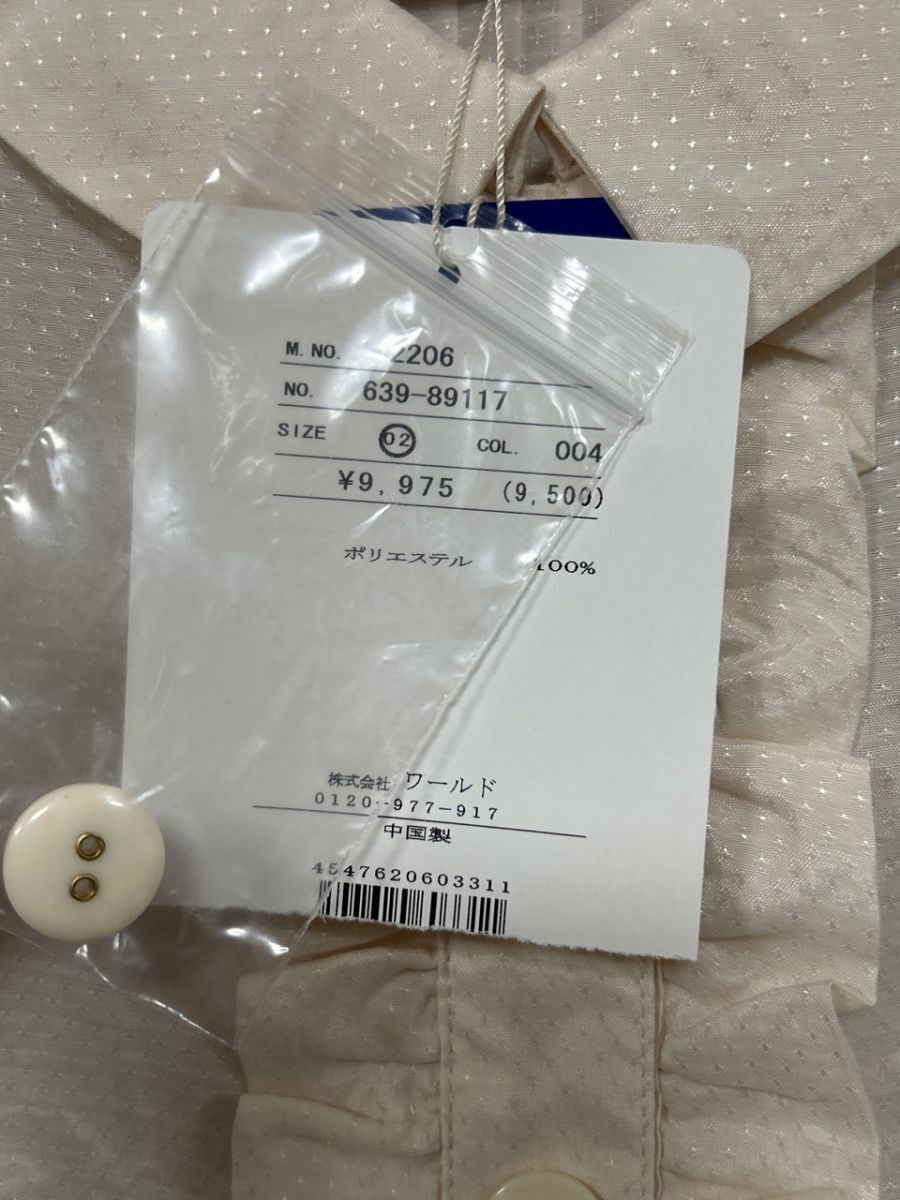 M. NO. 2206
NO. 639-89117
SIZE 02 COL. 004
¥9,975 (9,500)
ポリエステル 100%
株式会社 ワールド
0120-977-917
中国製
4547620603311